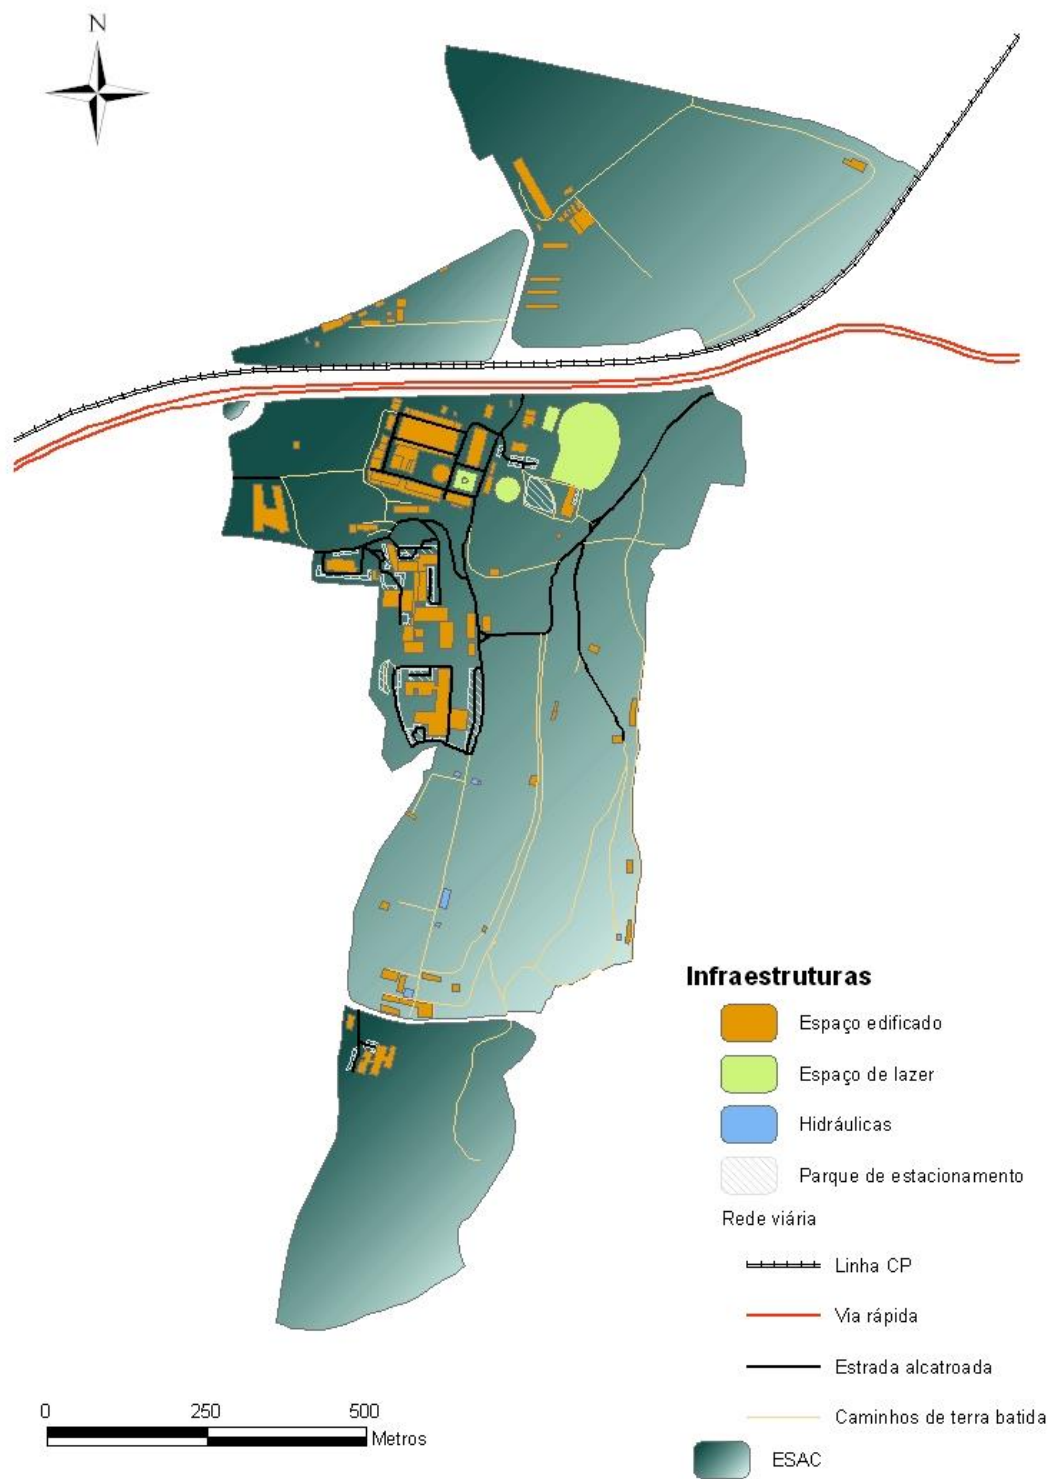 N
Infraestruturas
Espaço edificado
Espaço de lazer
Hidráulicas
Parque de estacionamento
Rede viária
Linha CP
Via rápida
Estrada alcatroada
Caminhos de terra batida
ESAC
0 250 500
Metros